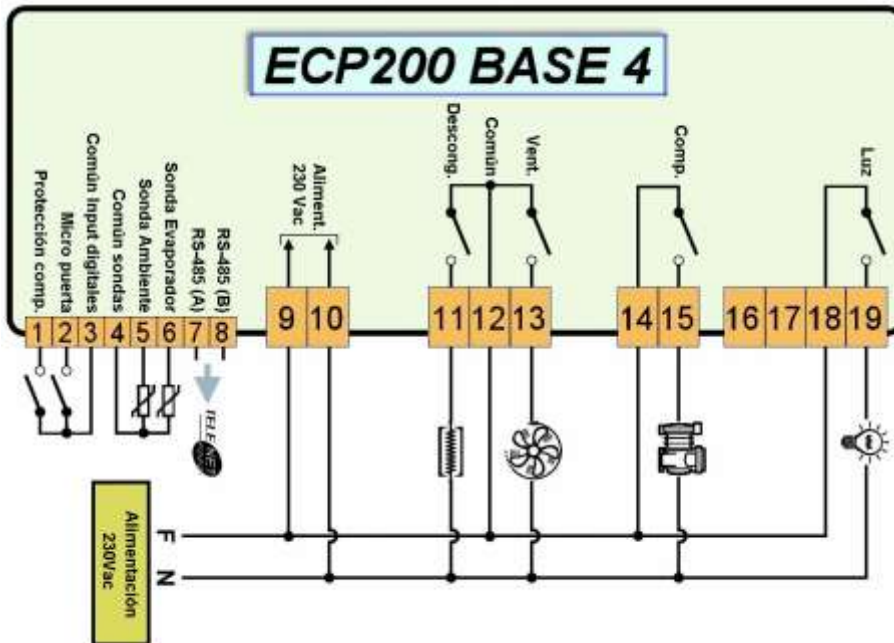 ECP200 BASE 4
Protección comp.
Micro puerta
Común Input digitales
Común sondas
Sonda Ambiente
Sonda Evaporador
RS-485 (A)
RS-485 (B)
Aliment.
230 Vac
Descong.
Común
Vent.
Comp.
Luz
1 2 3 4 5 6 7 8 9 10 11 12 13 14 15 16 17 18 19
TELE NET
Alimentación
230Vac
F
N